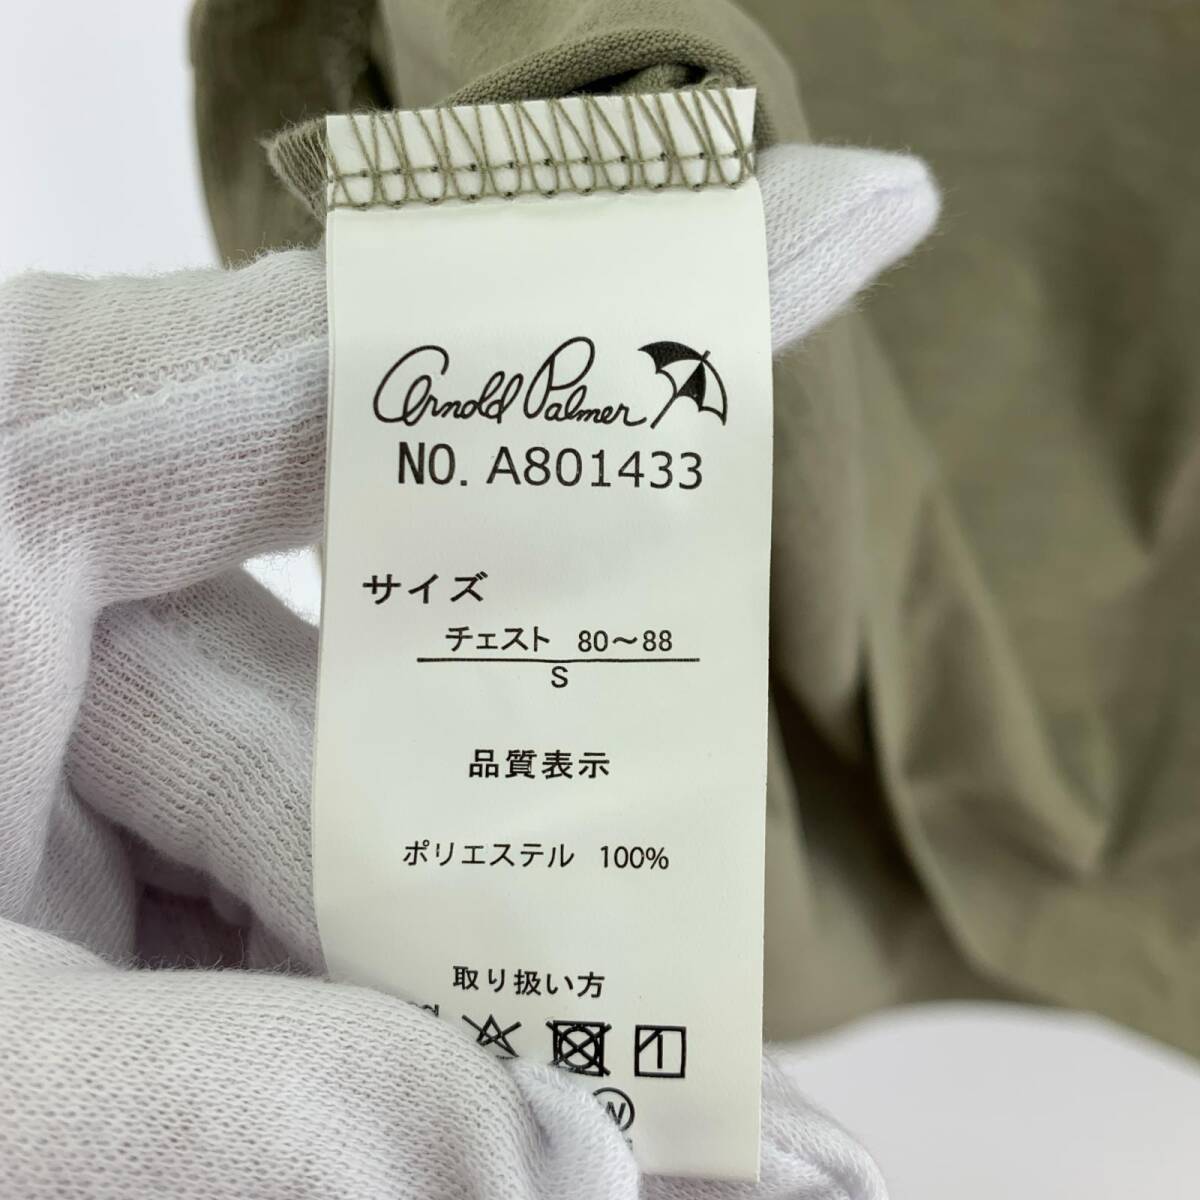 Arnold Palmer
NO. A801433
サイズ
チェスト 80～88
S
品質表示
ポリエステル 100%
取り扱い方
W